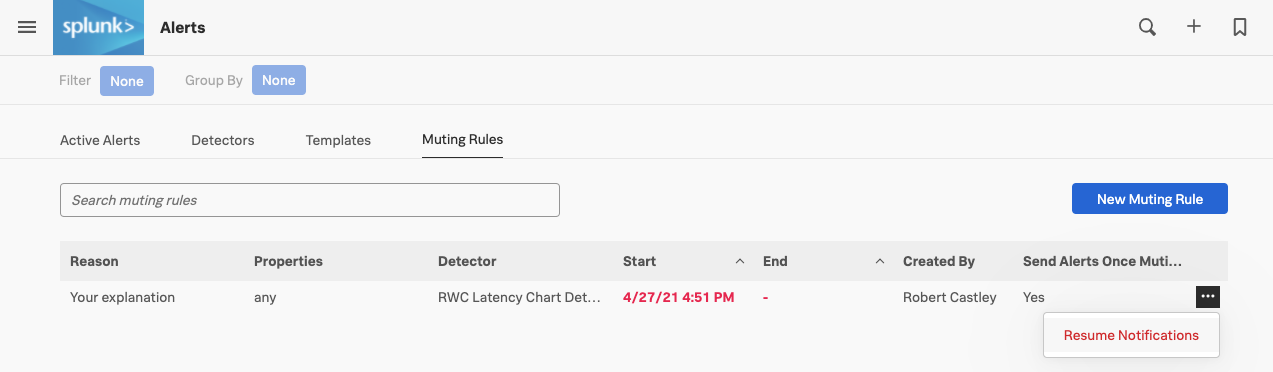 splunk> Alerts
Filter None Group By None
Active Alerts Detectors Templates Muting Rules
Search muting rules New Muting Rule
Reason Properties Detector Start End Created By Send Alerts Once Muti...
Your explanation any RWC Latency Chart Det... 4/27/21 4:51 PM - Robert Castley Yes ...
Resume Notifications